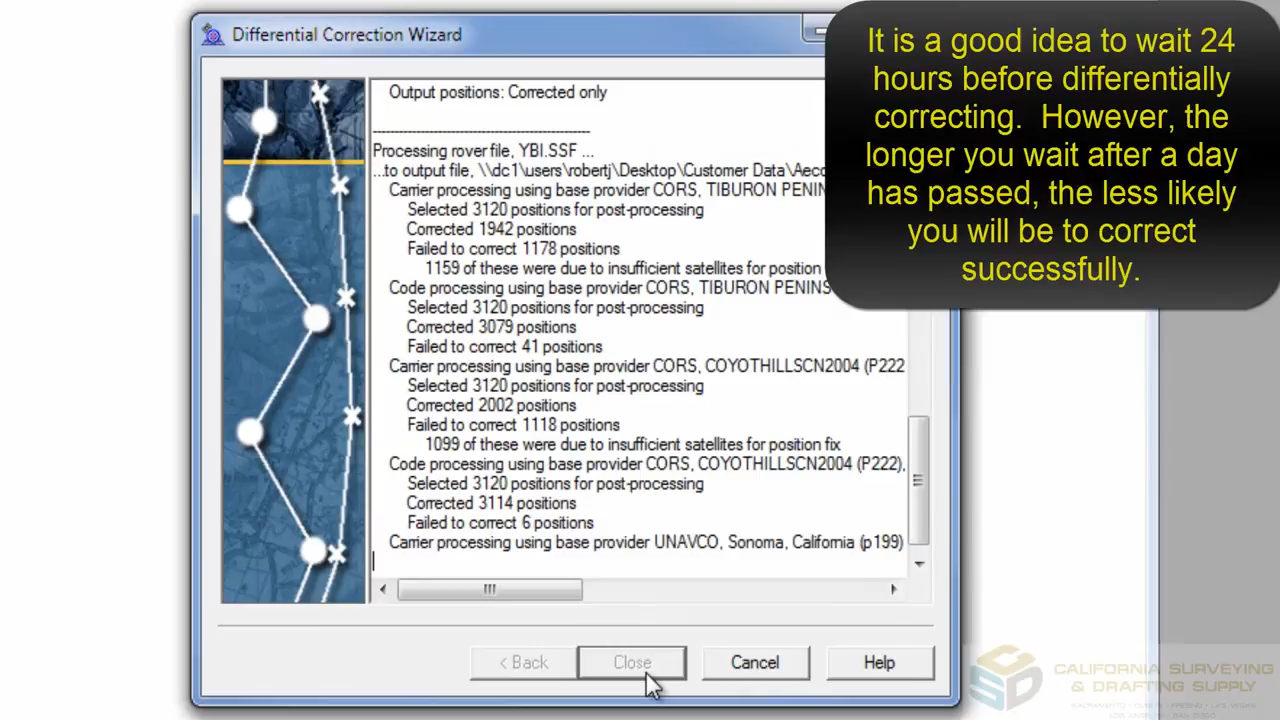 Differential Correction Wizard
It is a good idea to wait 24
hours before differentially
correcting. However, the
longer you wait after a day
has passed, the less likely
you will be to correct
successfully.
Output positions: Corrected only
------------------------------------------------------
Processing rover file, YBI.SSF ...
...to output file, \\dc1\users\robertj\Desktop\Customer Data\Aeco
Carrier processing using base provider CORS, TIBURON PENIN
Selected 3120 positions for post-processing
Corrected 1942 positions
Failed to correct 1178 positions
1159 of these were due to insufficient satellites for position
Code processing using base provider CORS, TIBURON PENINS
Selected 3120 positions for post-processing
Corrected 3079 positions
Failed to correct 41 positions
Carrier processing using base provider CORS, COYOTHILLSCN2004 (P222
Selected 3120 positions for post-processing
Corrected 2002 positions
Failed to correct 1118 positions
1099 of these were due to insufficient satellites for position fix
Code processing using base provider CORS, COYOTHILLSCN2004 (P222),
Selected 3120 positions for post-processing
Corrected 3114 positions
Failed to correct 6 positions
Carrier processing using base provider UNAVCO, Sonoma, California (p199)
< Back
Close
Cancel
Help
CALIFORNIA SURVEYING
& DRAFTING SUPPLY